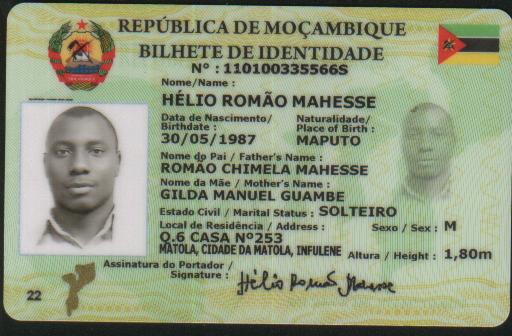 REPÚBLICA DE MOÇAMBIQUE
BILHETE DE IDENTIDADE
Nº : 110100335566S
Nome/Name :
HÉLIO ROMÃO MAHESSE
Data de Nascimento/ Naturalidade/
Birthdate : Place of Birth :
30/05/1987 MAPUTO
Nome do Pai / Father's Name :
ROMÃO CHIMELA MAHESSE
Nome da Mãe / Mother's Name :
GILDA MANUEL GUAMBE
Estado Civil / Marital Status : SOLTEIRO
Local de Residência / Address : Sexo / Sex : M
Q.6 CASA Nº253
MATOLA, CIDADE DA MATOLA, INFULENE Altura / Height : 1,80m
Assinatura do Portador /
Signature : Hélio Romão Mahesse
22